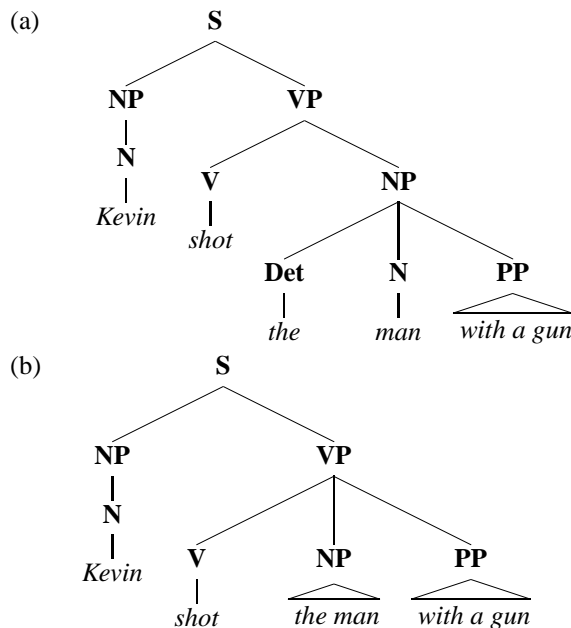 (a) S
NP VP
N V NP
Kevin shot
Det N PP
the man with a gun
(b) S
NP VP
N V NP PP
Kevin
shot the man with a gun